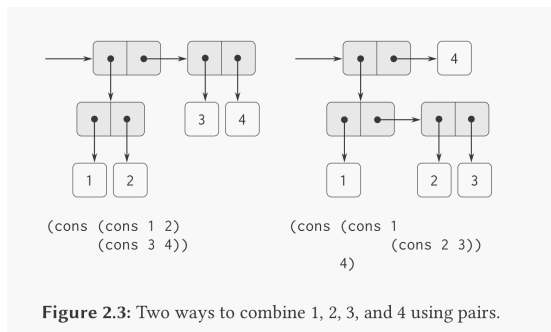 4
3 4
1 2
1
2 3
(cons (cons 1 2)
(cons 3 4))
(cons (cons 1
(cons 2 3))
4)
Figure 2.3: Two ways to combine 1, 2, 3, and 4 using pairs.